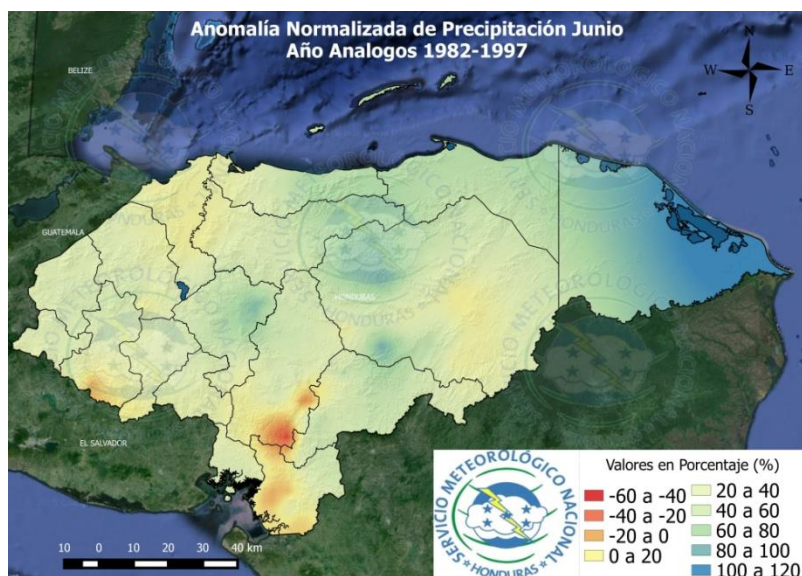 Anomalía Normalizada de Precipitación Junio
Año Analogos 1982-1997
N
W
E
S
BELIZE
GUATEMALA
HONDURAS
EL SALVADOR
10 0 10 20 30 40 km
SERVICIO METEOROLÓGICO NACIONAL
HONDURAS
Valores en Porcentaje (%)
-60 a -40
-40 a -20
-20 a 0
0 a 20
20 a 40
40 a 60
60 a 80
80 a 100
100 a 120